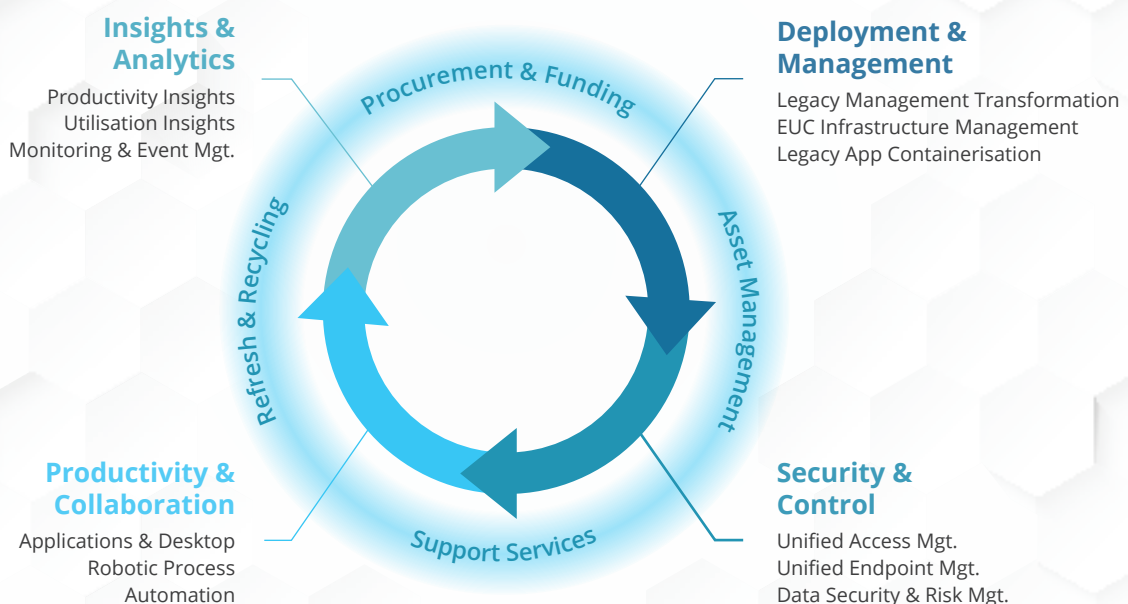 Insights &
Analytics
Productivity Insights
Utilisation Insights
Monitoring & Event Mgt.
Procurement & Funding
Deployment &
Management
Legacy Management Transformation
EUC Infrastructure Management
Legacy App Containerisation
Refresh & Recycling
Asset Management
Productivity &
Collaboration
Applications & Desktop
Robotic Process
Automation
Support Services
Security &
Control
Unified Access Mgt.
Unified Endpoint Mgt.
Data Security & Risk Mgt.